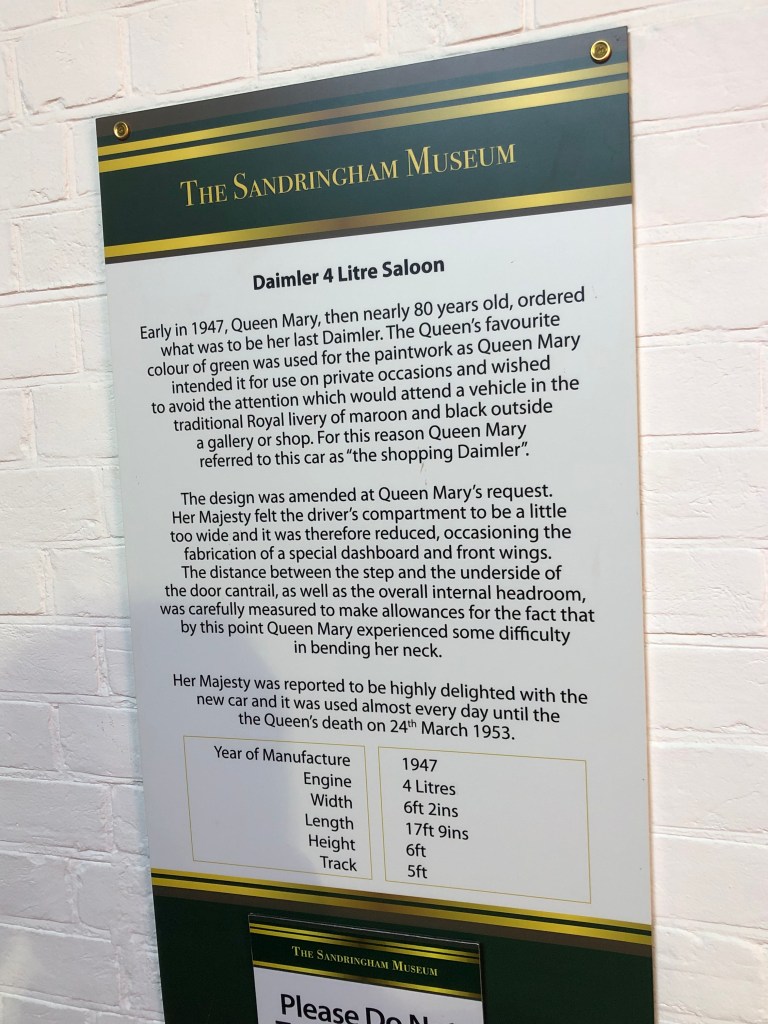 THE SANDRINGHAM MUSEUM
Daimler 4 Litre Saloon
Early in 1947, Queen Mary, then nearly 80 years old, ordered
what was to be her last Daimler. The Queen's favourite
colour of green was used for the paintwork as Queen Mary
intended it for use on private occasions and wished
to avoid the attention which would attend a vehicle in the
traditional Royal livery of maroon and black outside
a gallery or shop. For this reason Queen Mary
referred to this car as "the shopping Daimler".
The design was amended at Queen Mary's request.
Her Majesty felt the driver's compartment to be a little
too wide and it was therefore reduced, occasioning the
fabrication of a special dashboard and front wings.
The distance between the step and the underside of
the door cantrail, as well as the overall internal headroom,
was carefully measured to make allowances for the fact that
by this point Queen Mary experienced some difficulty
in bending her neck.
Her Majesty was reported to be highly delighted with the
new car and it was used almost every day until the
the Queen's death on 24th March 1953.
Year of Manufacture 1947
Engine 4 Litres
Width 6ft 2ins
Length 17ft 9ins
Height 6ft
Track 5ft
THE SANDRINGHAM MUSEUM
Please Do